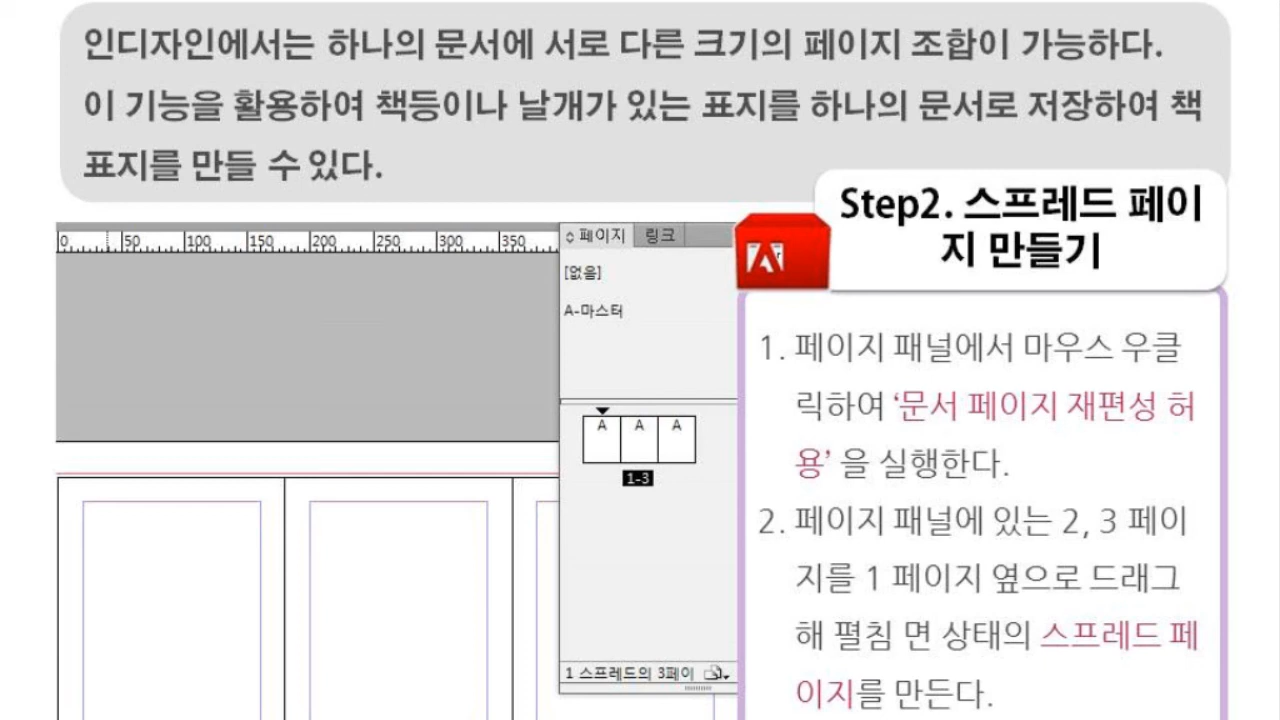 인디자인에서는 하나의 문서에 서로 다른 크기의 페이지 조합이 가능하다.
이 기능을 활용하여 책등이나 날개가 있는 표지를 하나의 문서로 저장하여 책
표지를 만들 수 있다.
Step2. 스프레드 페이
지 만들기
0 50 100 150 200 250 300 350
페이지 링크
[없음]
A-마스터
A A A
1-3
1 스프레드의 3페이
1. 페이지 패널에서 마우스 우클
릭하여 ‘문서 페이지 재편성 허
용’ 을 실행한다.
2. 페이지 패널에 있는 2, 3 페이
지를 1 페이지 옆으로 드래그
해 펼침 면 상태의 스프레드 페
이지를 만든다.